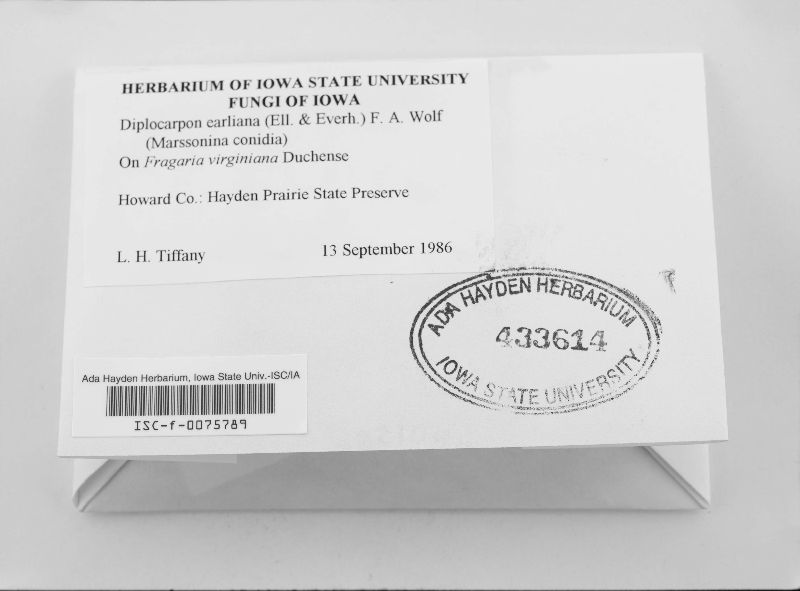 HERBARIUM OF IOWA STATE UNIVERSITY
FUNGI OF IOWA
Diplocarpon earliana (Ell. & Everh.) F. A. Wolf
(Marssonina conidia)
On Fragaria virginiana Duchense
Howard Co.: Hayden Prairie State Preserve
L. H. Tiffany 13 September 1986
ADA HAYDEN HERBARIUM
433614
IOWA STATE UNIVERSITY
Ada Hayden Herbarium, Iowa State Univ.-ISC/IA
ISC-f-0075789